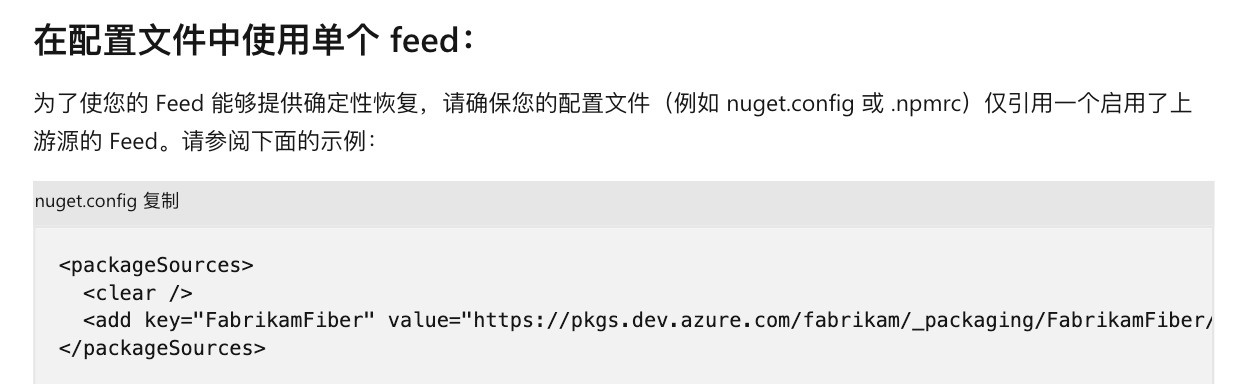 在配置文件中使用单个 feed：
为了使您的 Feed 能够提供确定性恢复，请确保您的配置文件（例如 nuget.config 或 .npmrc）仅引用一个启用了上
游源的 Feed。请参阅下面的示例：
nuget.config 复制
<packageSources>
  <clear />
  <add key="FabrikamFiber" value="https://pkgs.dev.azure.com/fabrikam/_packaging/FabrikamFiber/
</packageSources>